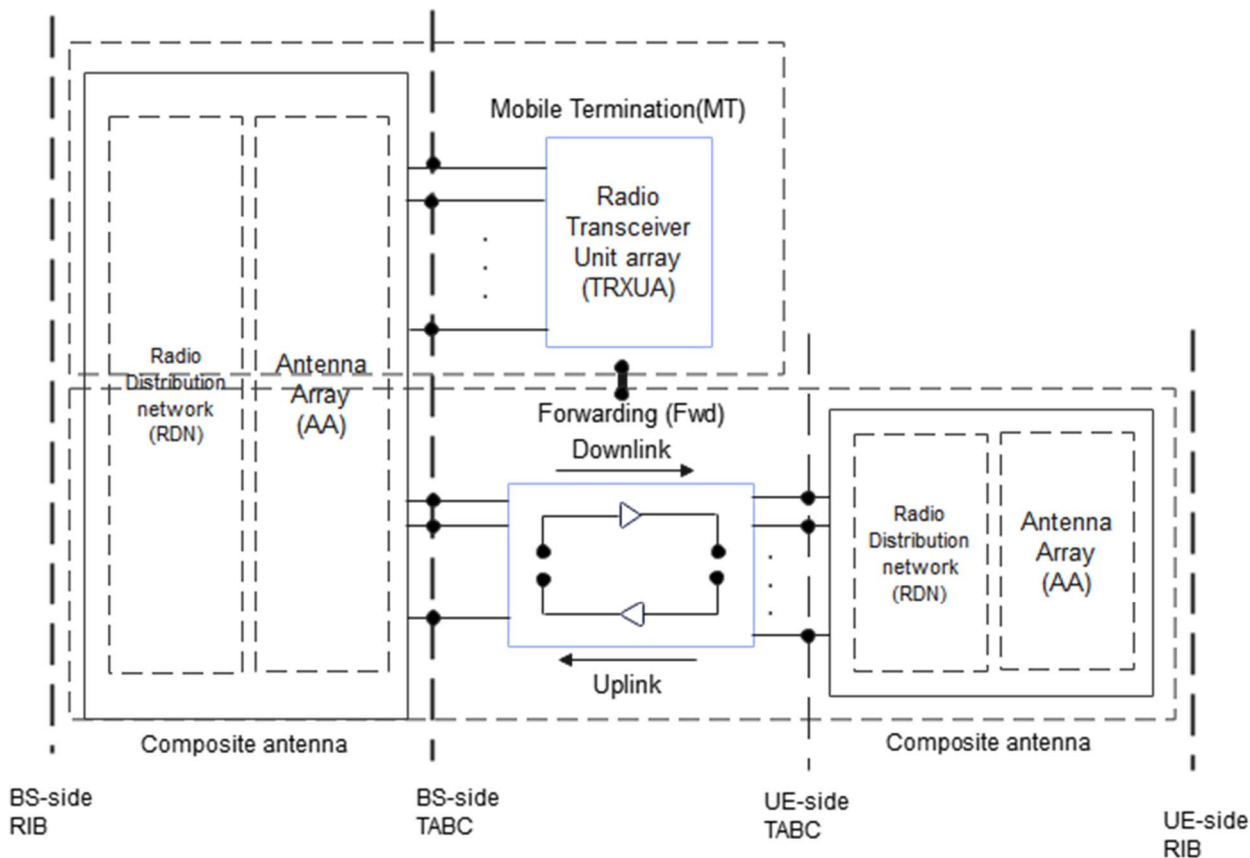 Mobile Termination(MT)
Radio
Transceiver
Unit array
(TRXUA)
Radio
Distribution
network
(RDN)
Antenna
Array
(AA)
Forwarding (Fwd)
Downlink
Uplink
Radio
Distribution
network
(RDN)
Antenna
Array
(AA)
Composite antenna
Composite antenna
BS-side
RIB
BS-side
TABC
UE-side
TABC
UE-side
RIB